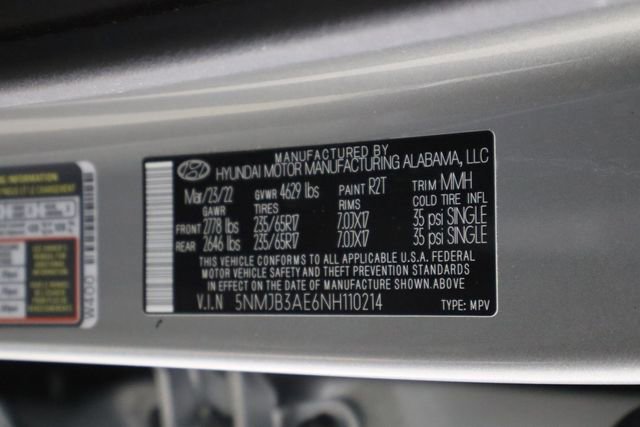 MANUFACTURED BY
HYUNDAI MOTOR MANUFACTURING ALABAMA, LLC
Mar/23/22 GVWR 4629 lbs PAINT R2T TRIM MMH
GAWR TIRES RIMS COLD TIRE INFL
FRONT 2778 lbs 235/65R17 7.0JX17 35 psi SINGLE
REAR 2646 lbs 235/65R17 7.0JX17 35 psi SINGLE
THIS VEHICLE CONFORMS TO ALL APPLICABLE U.S.A. FEDERAL
MOTOR VEHICLE SAFETY AND THEFT PREVENTION STANDARDS
IN EFFECT ON THE DATE OF MANUFACTURE SHOWN ABOVE.
V.I.N 5NMJB3AE6NH110214 TYPE: MPV
W400